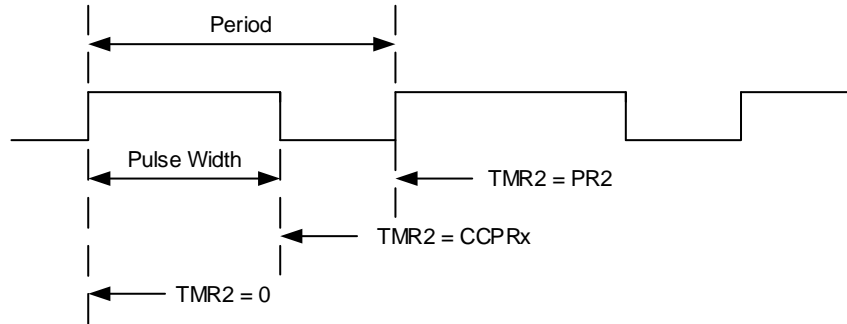 Period
Pulse Width
TMR2 = PR2
TMR2 = CCPRx
TMR2 = 0